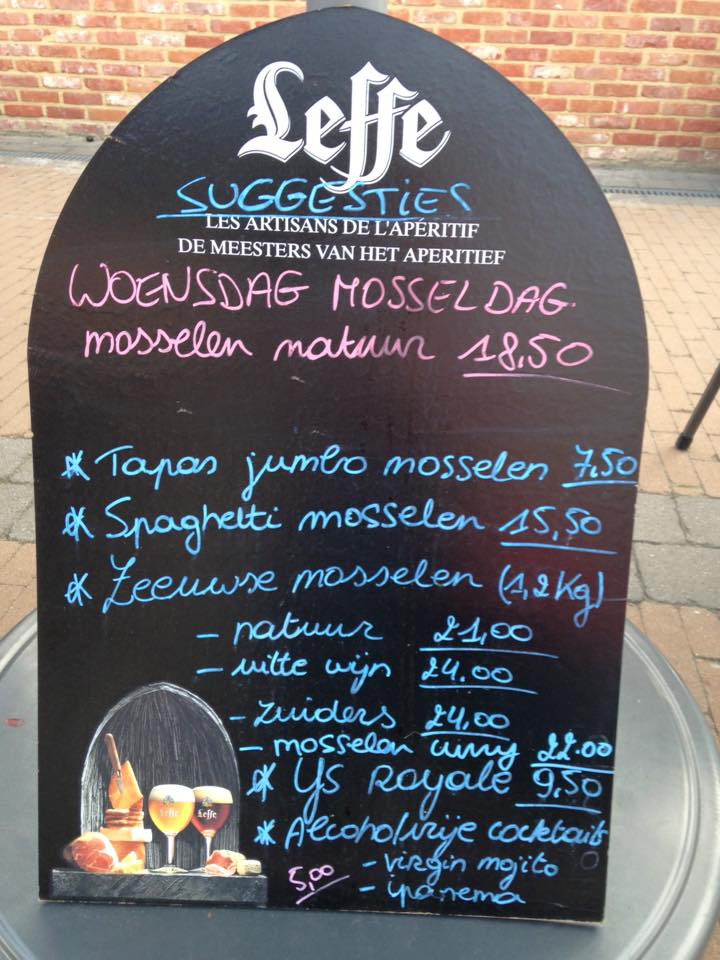 Leffe
SUGGESTIES
LES ARTISANS DE L'APÉRITIF
DE MEESTERS VAN HET APERITIEF
WOENSDAG MOSSELDAG.
mosselen natuur 18,50
* Tapas jumbo mosselen 7,50
* Spaghetti mosselen 15,50
* Zeeuwse mosselen (1,2 Kg)
- natuur 21,00
- witte wijn 24.00
- zuiders 24,00
- mosselen curry 22.00
* Ijs Royale 9,50
* Alcoholvrije cocktails
- virgin mojito
5,00 - ipanema
Leffe Leffe